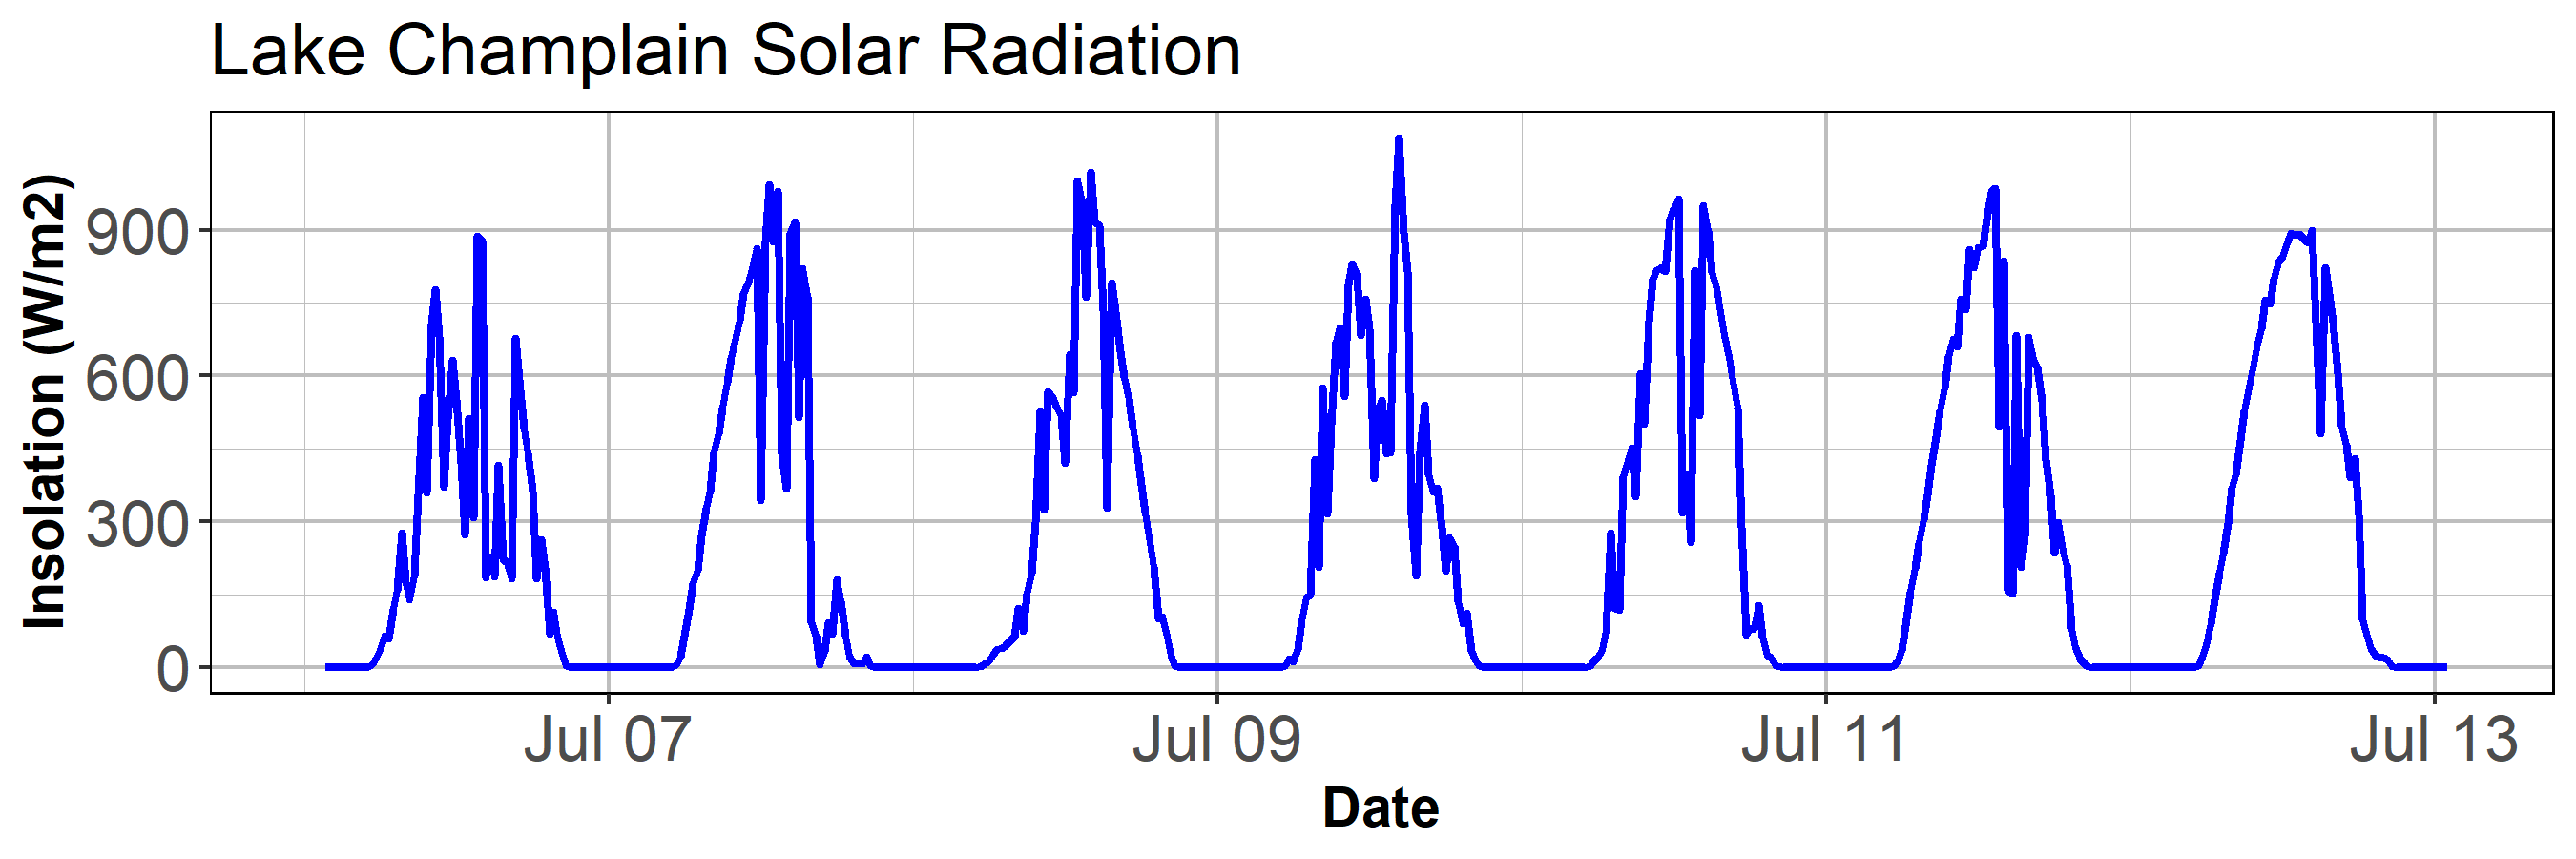 Lake Champlain Solar Radiation
Insolation (W/m2)
900
600
300
0
Jul 07
Jul 09
Jul 11
Jul 13
Date